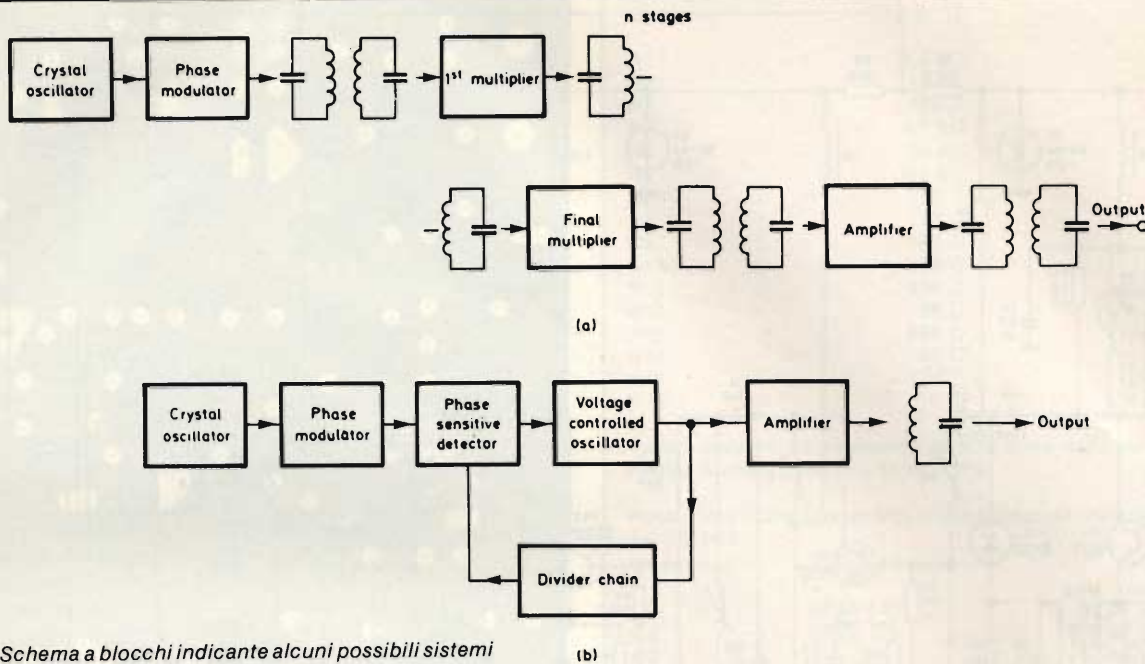 n stages
Crystal
oscillator
Phase
modulator
1st multiplier
Final
multiplier
Amplifier
Output
(a)
Crystal
oscillator
Phase
modulator
Phase
sensitive
detector
Voltage
controlled
oscillator
Amplifier
Output
Divider chain
Schema a blocchi indicante alcuni possibili sistemi
(b)